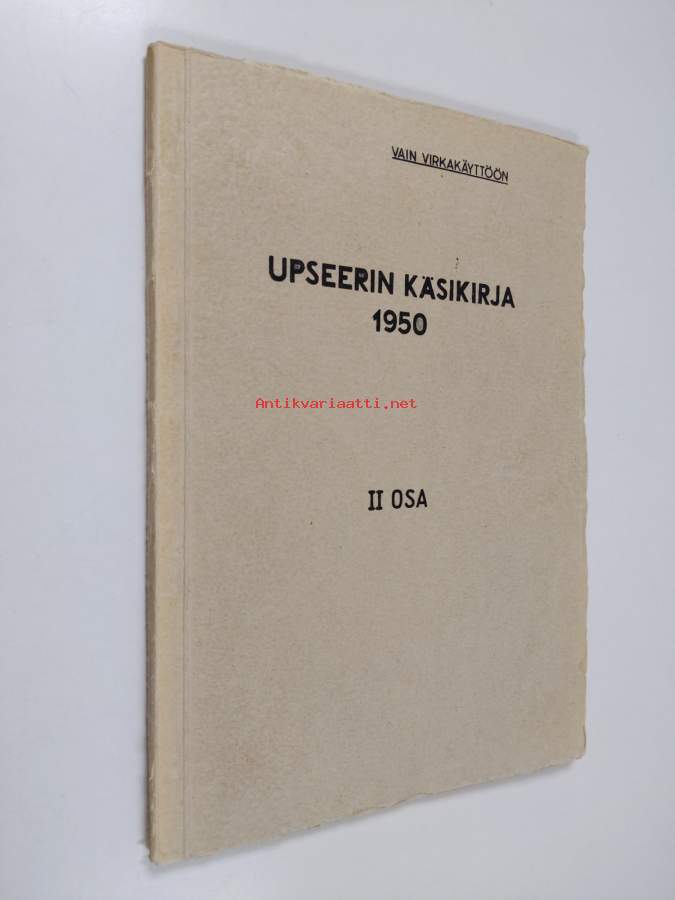 VAIN VIRKAKÄYTTÖÖN
UPSEERIN KÄSIKIRJA
1950
Antikvariaatti.net
II OSA